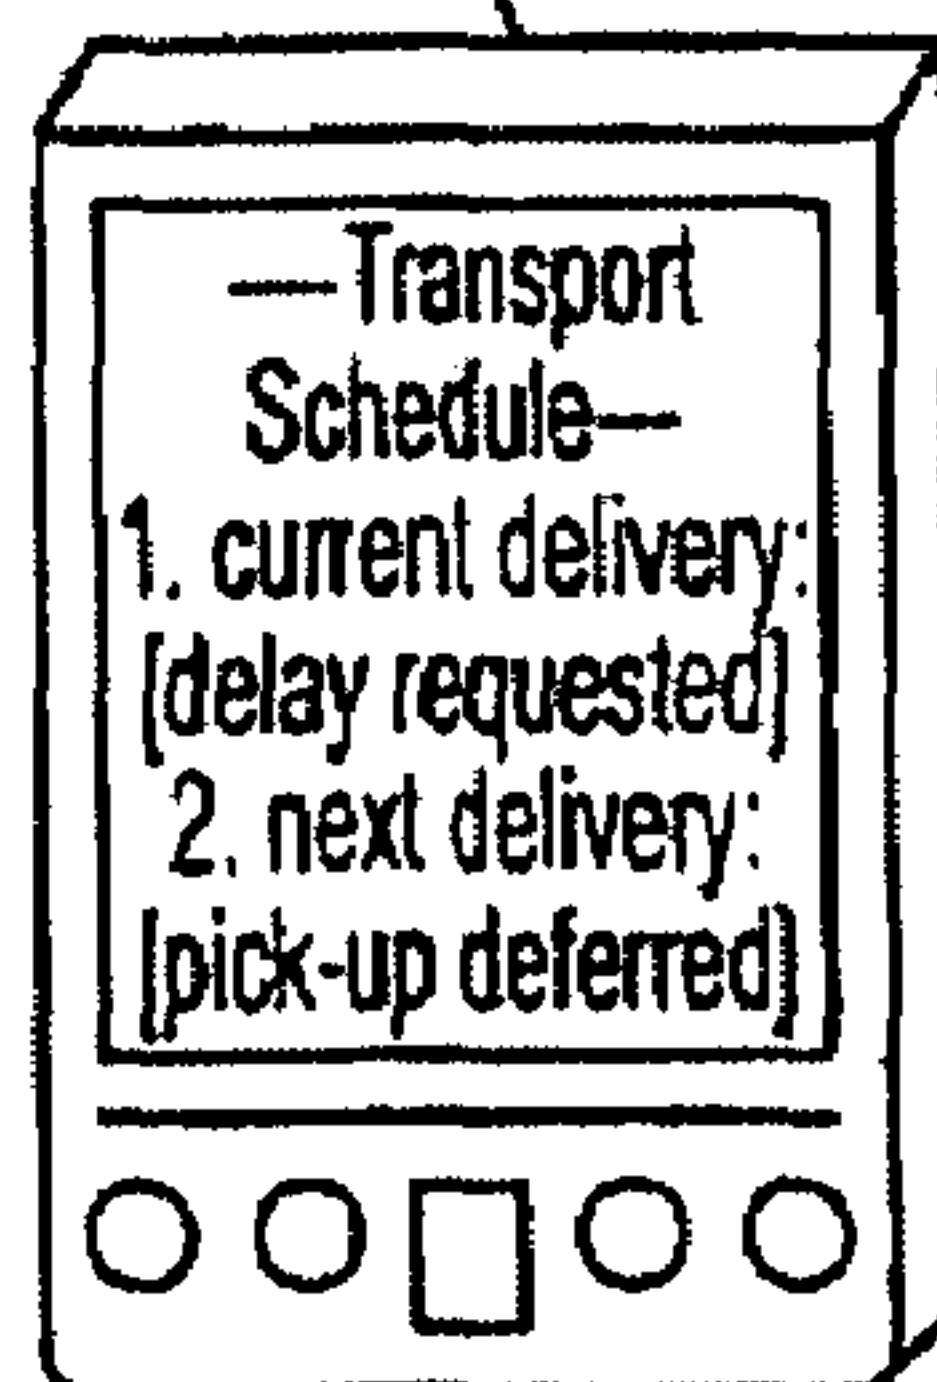 —Transport
Schedule—
1. current delivery:
[delay requested]
2. next delivery:
[pick-up deferred]